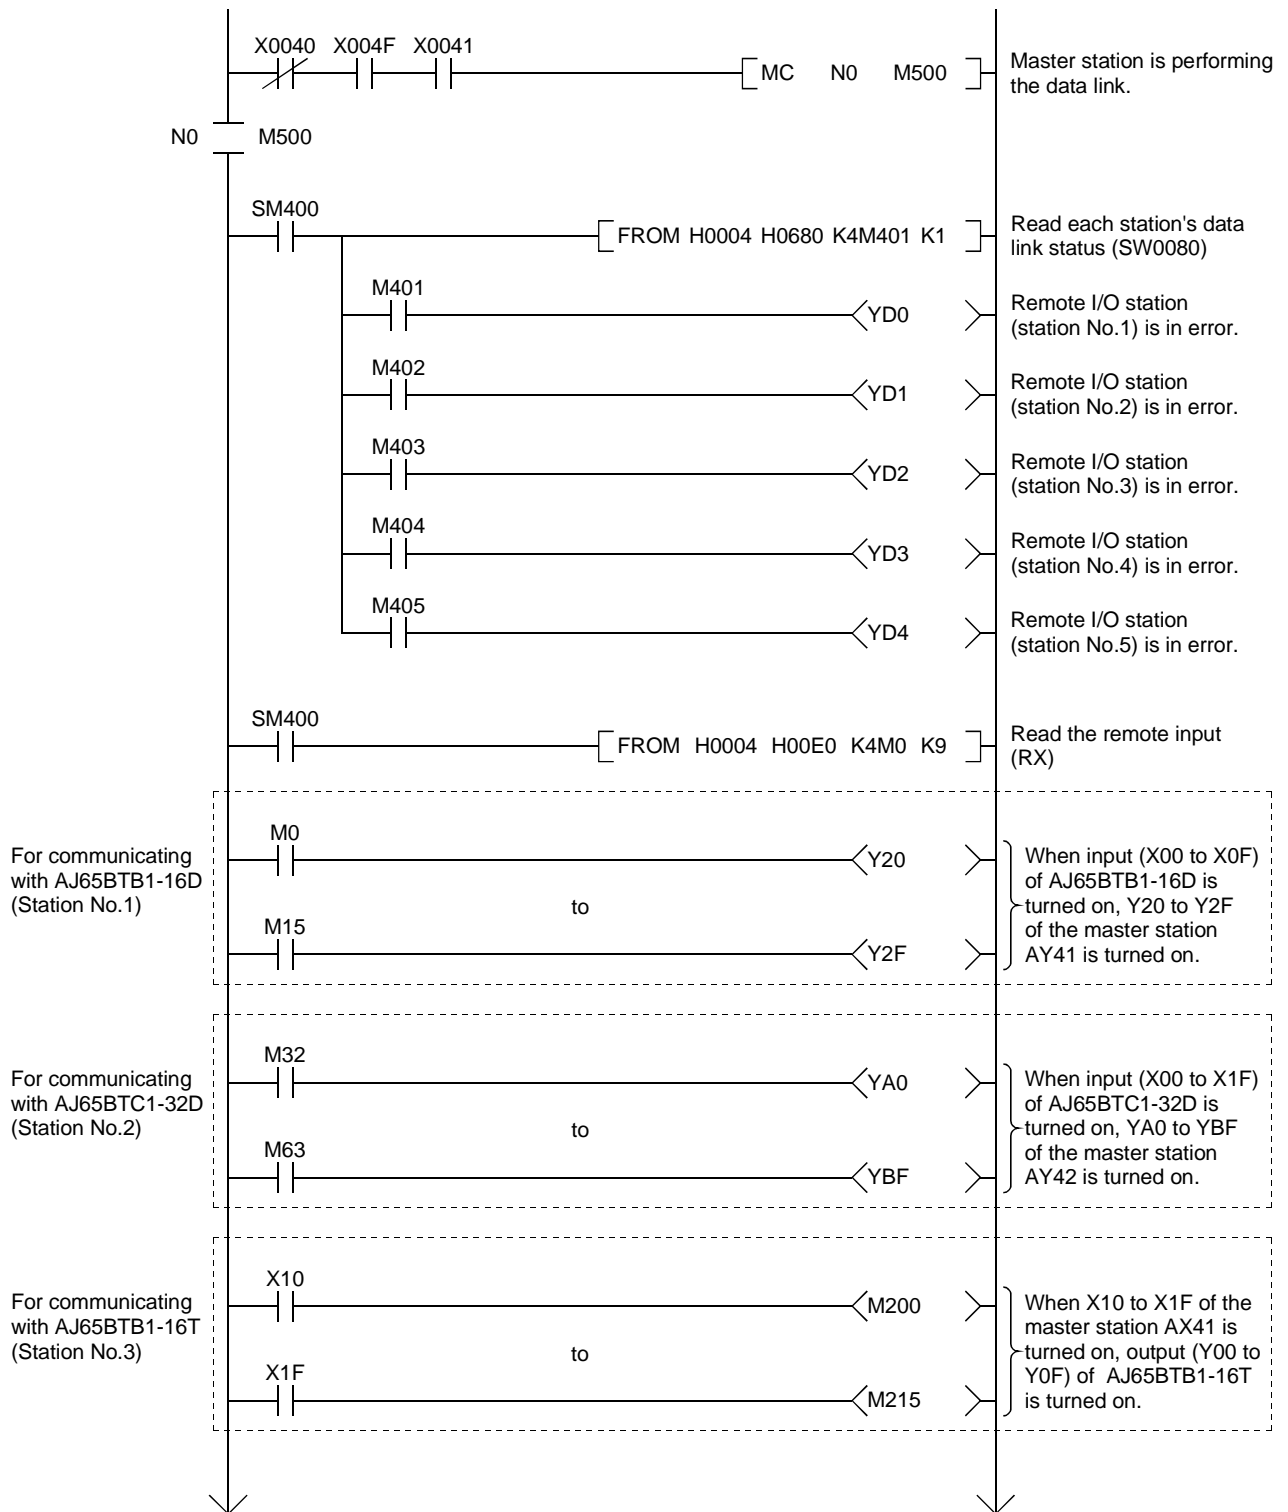 X0040 X004F X0041
MC N0 M500
Master station is performing
the data link.
N0 M500
SM400
FROM H0004 H0680 K4M401 K1
Read each station's data
link status (SW0080)
M401
YD0
Remote I/O station
(station No.1) is in error.
M402
YD1
Remote I/O station
(station No.2) is in error.
M403
YD2
Remote I/O station
(station No.3) is in error.
M404
YD3
Remote I/O station
(station No.4) is in error.
M405
YD4
Remote I/O station
(station No.5) is in error.
SM400
FROM H0004 H00E0 K4M0 K9
Read the remote input
(RX)
For communicating
with AJ65BTB1-16D
(Station No.1)
M0
Y20
to
M15
Y2F
When input (X00 to X0F)
of AJ65BTB1-16D is
turned on, Y20 to Y2F
of the master station
AY41 is turned on.
For communicating
with AJ65BTC1-32D
(Station No.2)
M32
YA0
to
M63
YBF
When input (X00 to X1F)
of AJ65BTC1-32D is
turned on, YA0 to YBF
of the master station
AY42 is turned on.
For communicating
with AJ65BTB1-16T
(Station No.3)
X10
M200
to
X1F
M215
When X10 to X1F of the
master station AX41 is
turned on, output (Y00 to
Y0F) of AJ65BTB1-16T
is turned on.